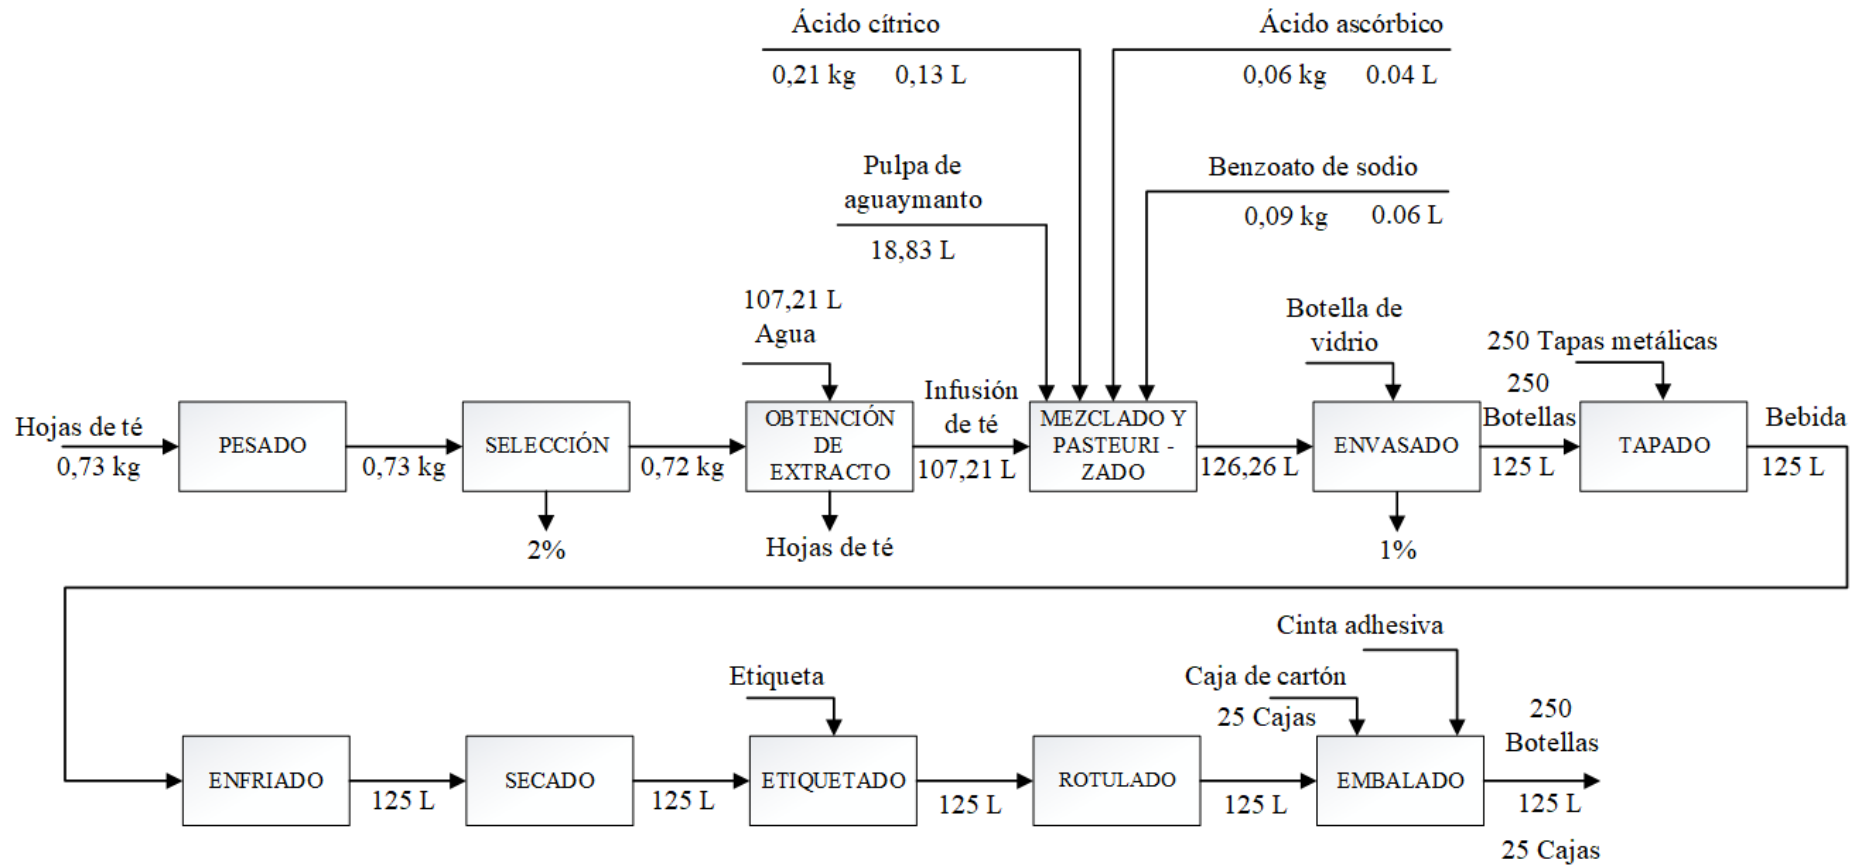 Ácido cítrico
0,21 kg 0,13 L
Ácido ascórbico
0,06 kg 0.04 L
Pulpa de
aguaymanto
18,83 L
Benzoato de sodio
0,09 kg 0.06 L
107,21 L
Agua
Botella de
vidrio
250 Tapas metálicas
Hojas de té
0,73 kg
PESADO
0,73 kg
SELECCIÓN
2%
0,72 kg
OBTENCIÓN
DE
EXTRACTO
Hojas de té
Infusión
de té
107,21 L
MEZCLADO Y
PASTEURI -
ZADO
126,26 L
ENVASADO
1%
250
Botellas
125 L
TAPADO
Bebida
125 L
ENFRIADO
125 L
SECADO
125 L
Etiqueta
ETIQUETADO
125 L
ROTULADO
125 L
Caja de cartón
25 Cajas
Cinta adhesiva
EMBALADO
250
Botellas
125 L
25 Cajas